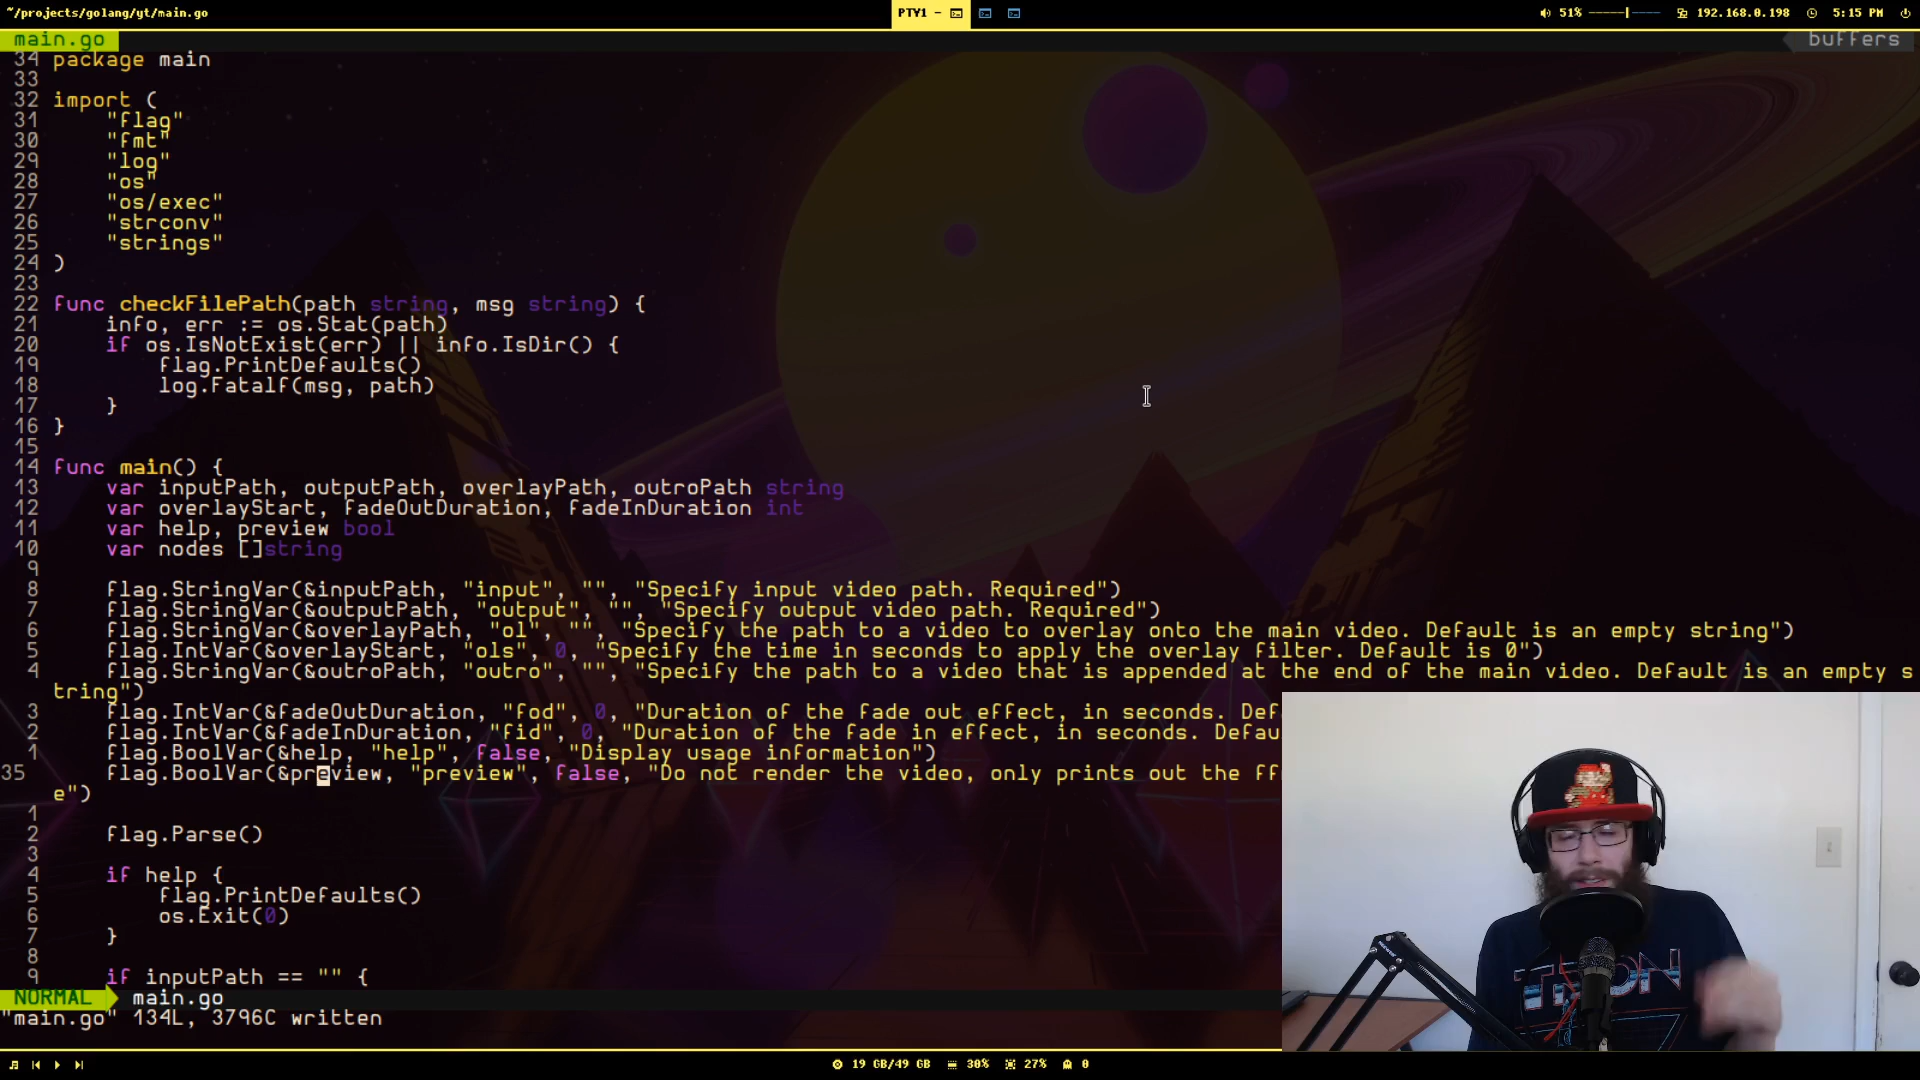 ~/projects/golang/yt/main.go
PTY1 -
51%
192.168.0.198
5:15 PM
main.go
buffers
34 package main
33
32 import (
31 "flag"
30 "fmt"
29 "log"
28 "os"
27 "os/exec"
26 "strconv"
25 "strings"
24 )
23
22 func checkFilePath(path string, msg string) {
21 info, err := os.Stat(path)
20 if os.IsNotExist(err) || info.IsDir() {
19 flag.PrintDefaults()
18 log.Fatalf(msg, path)
17 }
16 }
15
14 func main() {
13 var inputPath, outputPath, overlayPath, outroPath string
12 var overlayStart, fadeOutDuration, fadeInDuration int
11 var help, preview bool
10 var nodes []string
9
8 flag.StringVar(&inputPath, "input", "", "Specify input video path. Required")
7 flag.StringVar(&outputPath, "output", "", "Specify output video path. Required")
6 flag.StringVar(&overlayPath, "ol", "", "Specify the path to a video to overlay onto the main video. Default is an empty string")
5 flag.IntVar(&overlayStart, "ols", 0, "Specify the time in seconds to apply the overlay filter. Default is 0")
4 flag.StringVar(&outroPath, "outro", "", "Specify the path to a video that is appended at the end of the main video. Default is an empty s
tring")
3 flag.IntVar(&fadeOutDuration, "fod", 0, "Duration of the fade out effect, in seconds. Def
2 flag.IntVar(&fadeInDuration, "fid", 0, "Duration of the fade in effect, in seconds. Defau
1 flag.BoolVar(&help, "help", false, "Display usage information")
35 flag.BoolVar(&preview, "preview", false, "Do not render the video, only prints out the ff
e")
1
2 flag.Parse()
3
4 if help {
5 flag.PrintDefaults()
6 os.Exit(0)
7 }
8
9 if inputPath == "" {
NORMAL main.go
"main.go" 134L, 3796C written
19 GB/49 GB
30%
27%
0